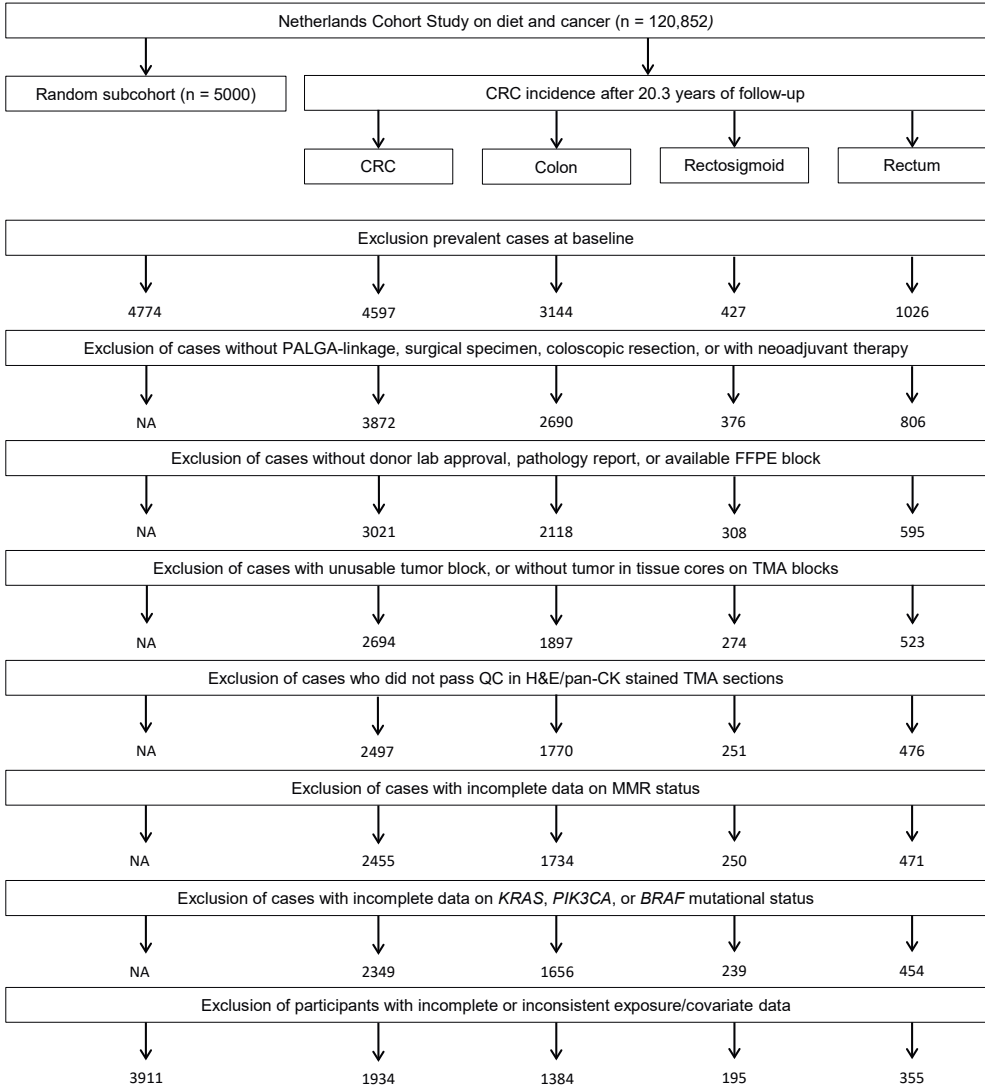 Netherlands Cohort Study on diet and cancer (n = 120,852)
Random subcohort (n = 5000)
CRC incidence after 20.3 years of follow-up
CRC
Colon
Rectosigmoid
Rectum
Exclusion prevalent cases at baseline
4774 4597 3144 427 1026
Exclusion of cases without PALGA-linkage, surgical specimen, coloscopic resection, or with neoadjuvant therapy
NA 3872 2690 376 806
Exclusion of cases without donor lab approval, pathology report, or available FFPE block
NA 3021 2118 308 595
Exclusion of cases with unusable tumor block, or without tumor in tissue cores on TMA blocks
NA 2694 1897 274 523
Exclusion of cases who did not pass QC in H&E/pan-CK stained TMA sections
NA 2497 1770 251 476
Exclusion of cases with incomplete data on MMR status
NA 2455 1734 250 471
Exclusion of cases with incomplete data on KRAS, PIK3CA, or BRAF mutational status
NA 2349 1656 239 454
Exclusion of participants with incomplete or inconsistent exposure/covariate data
3911 1934 1384 195 355